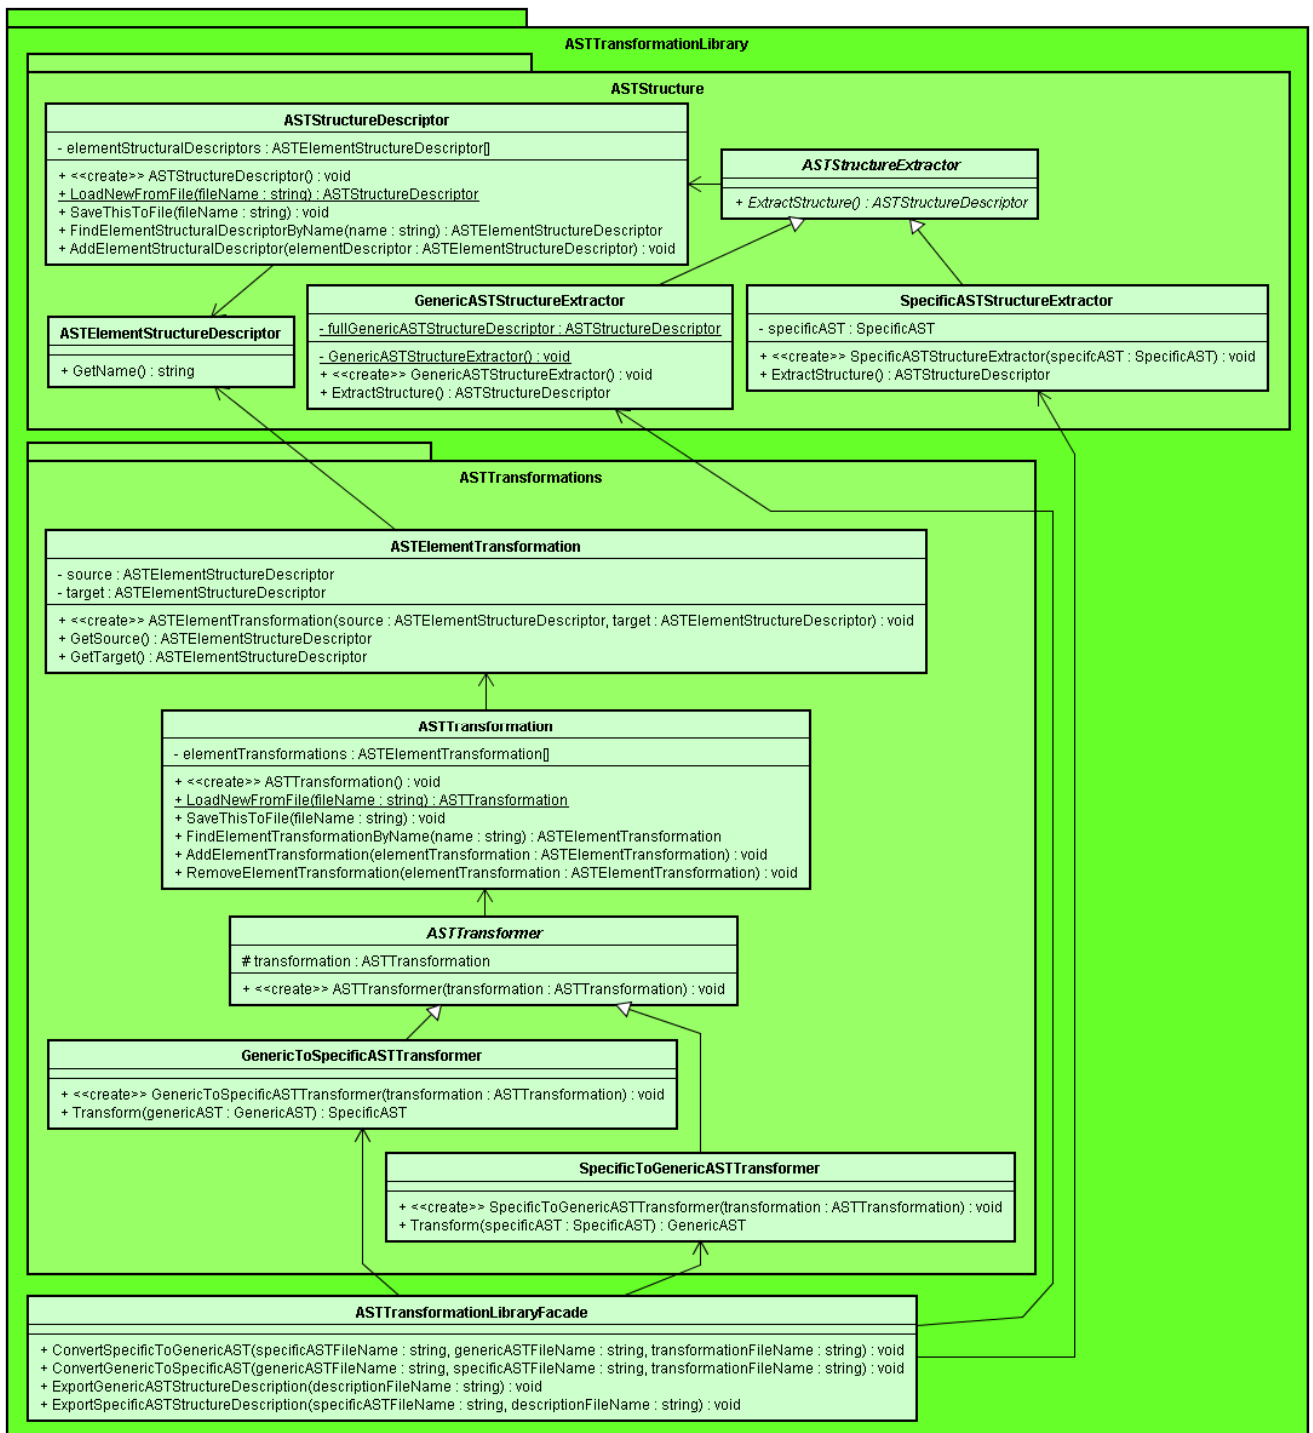 ASTTransformationLibrary
ASTStructure
ASTStructureDescriptor
- elementStructuralDescriptors : ASTElementStructureDescriptor[]
+ <<create>> ASTStructureDescriptor() : void
+ LoadNewFromFile(fileName : string) : ASTStructureDescriptor
+ SaveThisToFile(fileName : string) : void
+ FindElementStructuralDescriptorByName(name : string) : ASTElementStructureDescriptor
+ AddElementStructuralDescriptor(elementDescriptor : ASTElementStructureDescriptor) : void
ASTStructureExtractor
+ ExtractStructure() : ASTStructureDescriptor
ASTElementStructureDescriptor
+ GetName() : string
GenericASTStructureExtractor
- fullGenericASTStructureDescriptor : ASTStructureDescriptor
- GenericASTStructureExtractor() : void
+ <<create>> GenericASTStructureExtractor() : void
+ ExtractStructure() : ASTStructureDescriptor
SpecificASTStructureExtractor
- specificAST : SpecificAST
+ <<create>> SpecificASTStructureExtractor(specifcAST : SpecificAST) : void
+ ExtractStructure() : ASTStructureDescriptor
ASTTransformations
ASTElementTransformation
- source : ASTElementStructureDescriptor
- target : ASTElementStructureDescriptor
+ <<create>> ASTElementTransformation(source : ASTElementStructureDescriptor, target : ASTElementStructureDescriptor) : void
+ GetSource() : ASTElementStructureDescriptor
+ GetTarget() : ASTElementStructureDescriptor
ASTTransformation
- elementTransformations : ASTElementTransformation[]
+ <<create>> ASTTransformation() : void
+ LoadNewFromFile(fileName : string) : ASTTransformation
+ SaveThisToFile(fileName : string) : void
+ FindElementTransformationByName(name : string) : ASTElementTransformation
+ AddElementTransformation(elementTransformation : ASTElementTransformation) : void
+ RemoveElementTransformation(elementTransformation : ASTElementTransformation) : void
ASTTransformer
# transformation : ASTTransformation
+ <<create>> ASTTransformer(transformation : ASTTransformation) : void
GenericToSpecificASTTransformer
+ <<create>> GenericToSpecificASTTransformer(transformation : ASTTransformation) : void
+ Transform(genericAST : GenericAST) : SpecificAST
SpecificToGenericASTTransformer
+ <<create>> SpecificToGenericASTTransformer(transformation : ASTTransformation) : void
+ Transform(specificAST : SpecificAST) : GenericAST
ASTTransformationLibraryFacade
+ ConvertSpecificToGenericAST(specificASTFileName : string, genericASTFileName : string, transformationFileName : string) : void
+ ConvertGenericToSpecificAST(genericASTFileName : string, specificASTFileName : string, transformationFileName : string) : void
+ ExportGenericASTStructureDescription(descriptionFileName : string) : void
+ ExportSpecificASTStructureDescription(specificASTFileName : string, descriptionFileName : string) : void